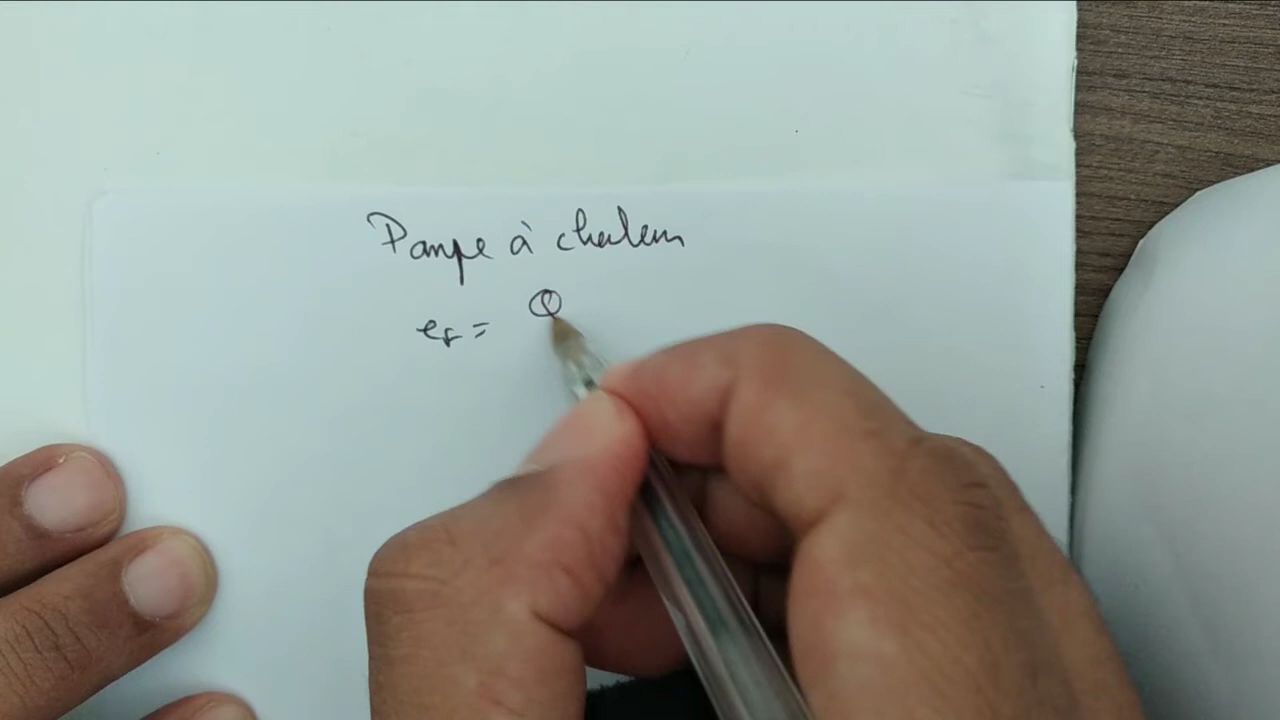 Pompe à chaleur
ef = Q